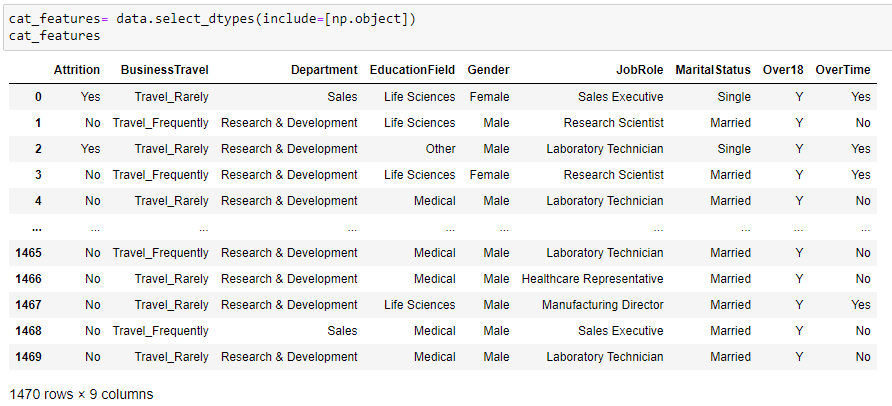 cat_features= data.select_dtypes(include=[np.object])
cat_features
Attrition BusinessTravel Department EducationField Gender JobRole MaritalStatus Over18 OverTime
0 Yes Travel_Rarely Sales Life Sciences Female Sales Executive Single Y Yes
1 No Travel_Frequently Research & Development Life Sciences Male Research Scientist Married Y No
2 Yes Travel_Rarely Research & Development Other Male Laboratory Technician Single Y Yes
3 No Travel_Frequently Research & Development Life Sciences Female Research Scientist Married Y Yes
4 No Travel_Rarely Research & Development Medical Male Laboratory Technician Married Y No
... ... ... ... ... ... ... ... ... ...
1465 No Travel_Frequently Research & Development Medical Male Laboratory Technician Married Y No
1466 No Travel_Rarely Research & Development Medical Male Healthcare Representative Married Y No
1467 No Travel_Rarely Research & Development Life Sciences Male Manufacturing Director Married Y Yes
1468 No Travel_Frequently Sales Medical Male Sales Executive Married Y No
1469 No Travel_Rarely Research & Development Medical Male Laboratory Technician Married Y No
1470 rows × 9 columns